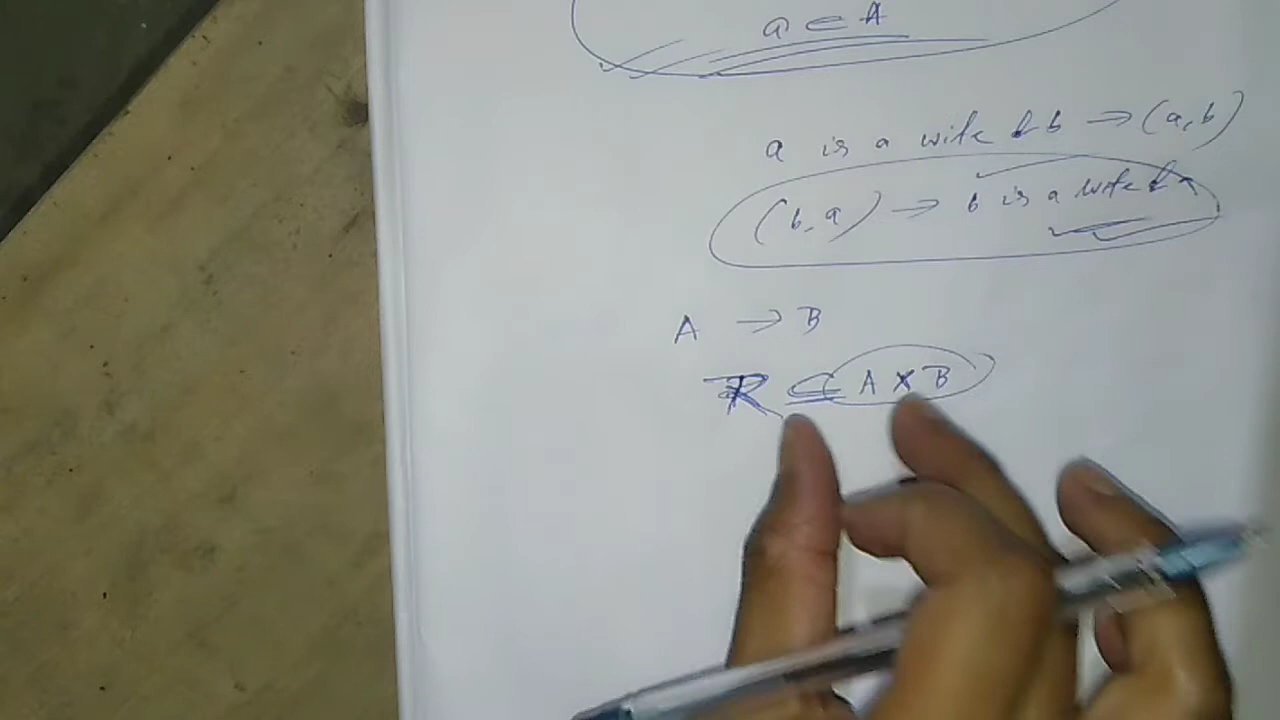 a ∈ A
a is a wife of b → (a, b)
(b, a) → b is a wife of a
A → B
R ⊆ A × B